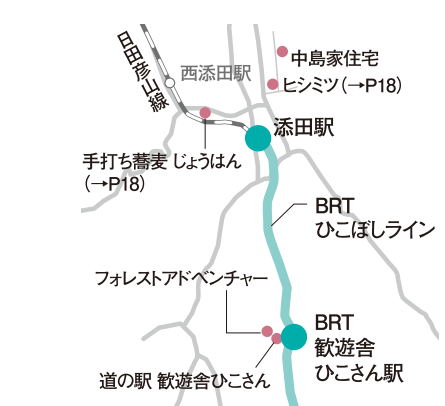 日田彦山線
西添田駅
中島家住宅
ヒシミツ(→P18)
添田駅
手打ち蕎麦 じょうはん
(→P18)
BRT
ひこぼしライン
フォレストアドベンチャー
BRT
歓遊舎
ひこさん駅
道の駅 歓遊舎ひこさん